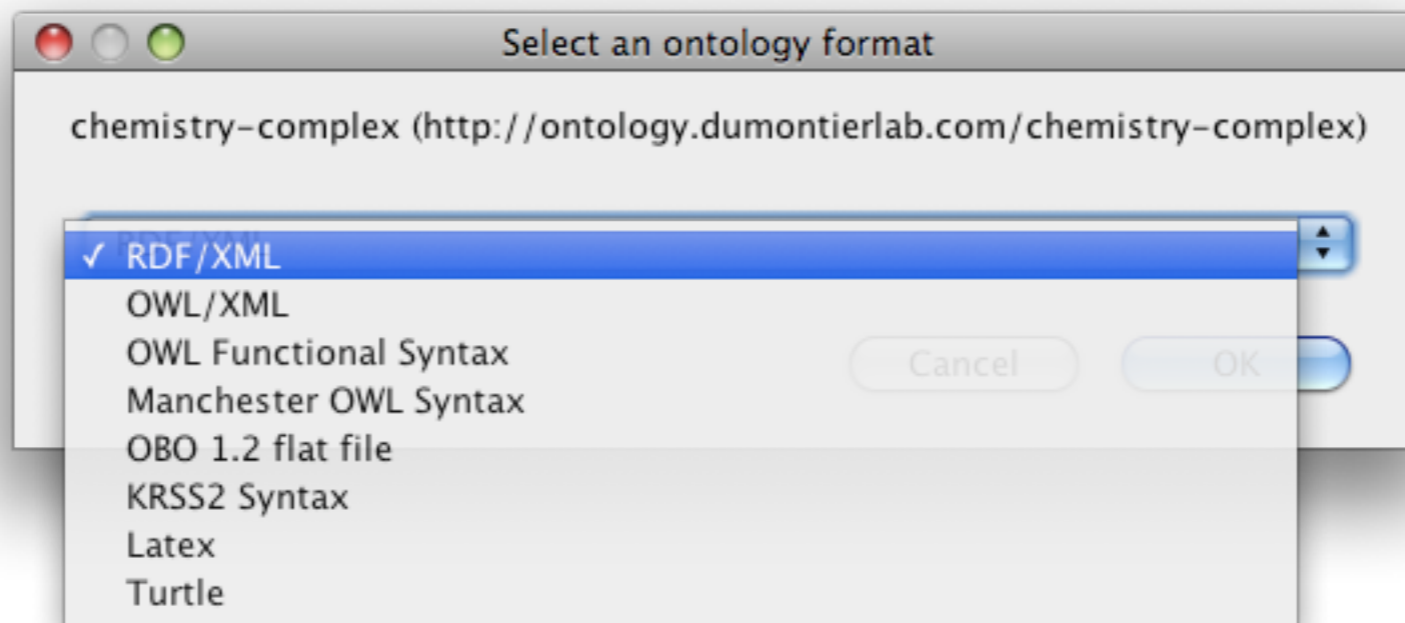 Select an ontology format
chemistry-complex (http://ontology.dumontierlab.com/chemistry-complex)
✓ RDF/XML
OWL/XML
OWL Functional Syntax
Manchester OWL Syntax
OBO 1.2 flat file
KRSS2 Syntax
Latex
Turtle
Cancel
OK